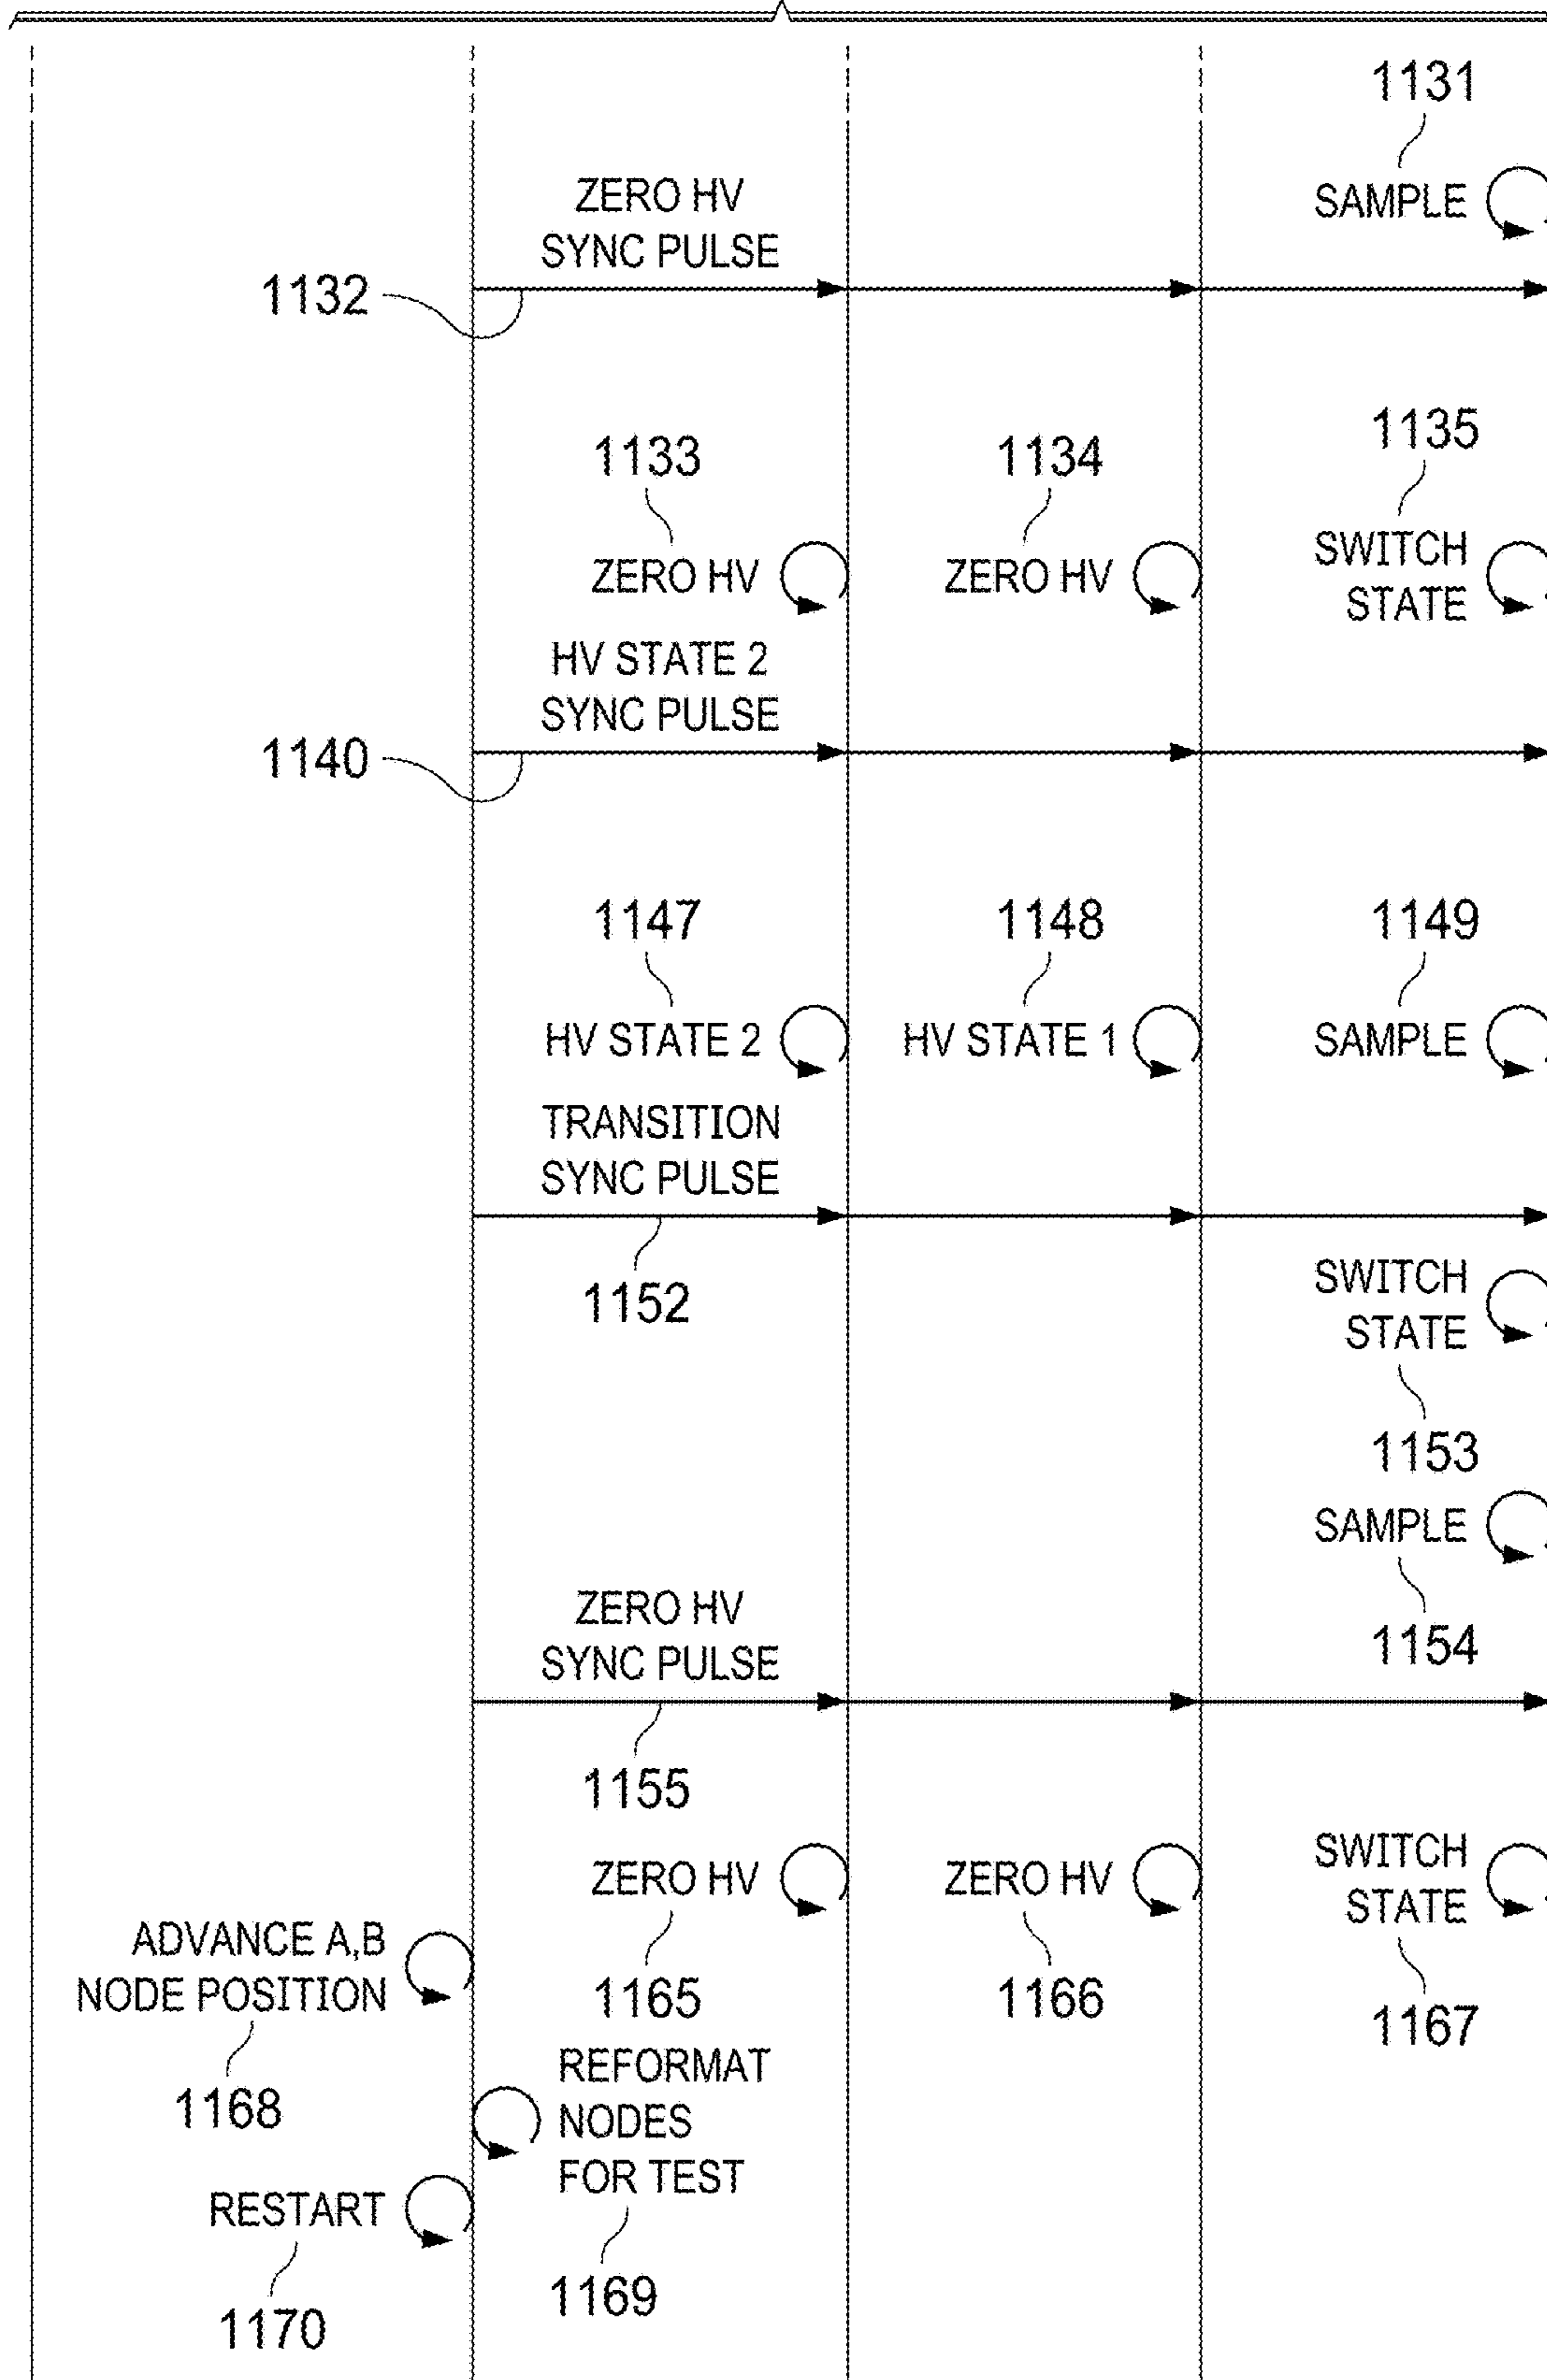 1131
SAMPLE
ZERO HV
SYNC PULSE
1132
1133
1134
1135
ZERO HV
ZERO HV
SWITCH
STATE
HV STATE 2
SYNC PULSE
1140
1147
1148
1149
HV STATE 2
HV STATE 1
SAMPLE
TRANSITION
SYNC PULSE
1152
SWITCH
STATE
1153
SAMPLE
1154
ZERO HV
SYNC PULSE
1155
ZERO HV
1165
ZERO HV
1166
SWITCH
STATE
1167
ADVANCE A,B
NODE POSITION
1168
REFORMAT
NODES
FOR TEST
1169
RESTART
1170